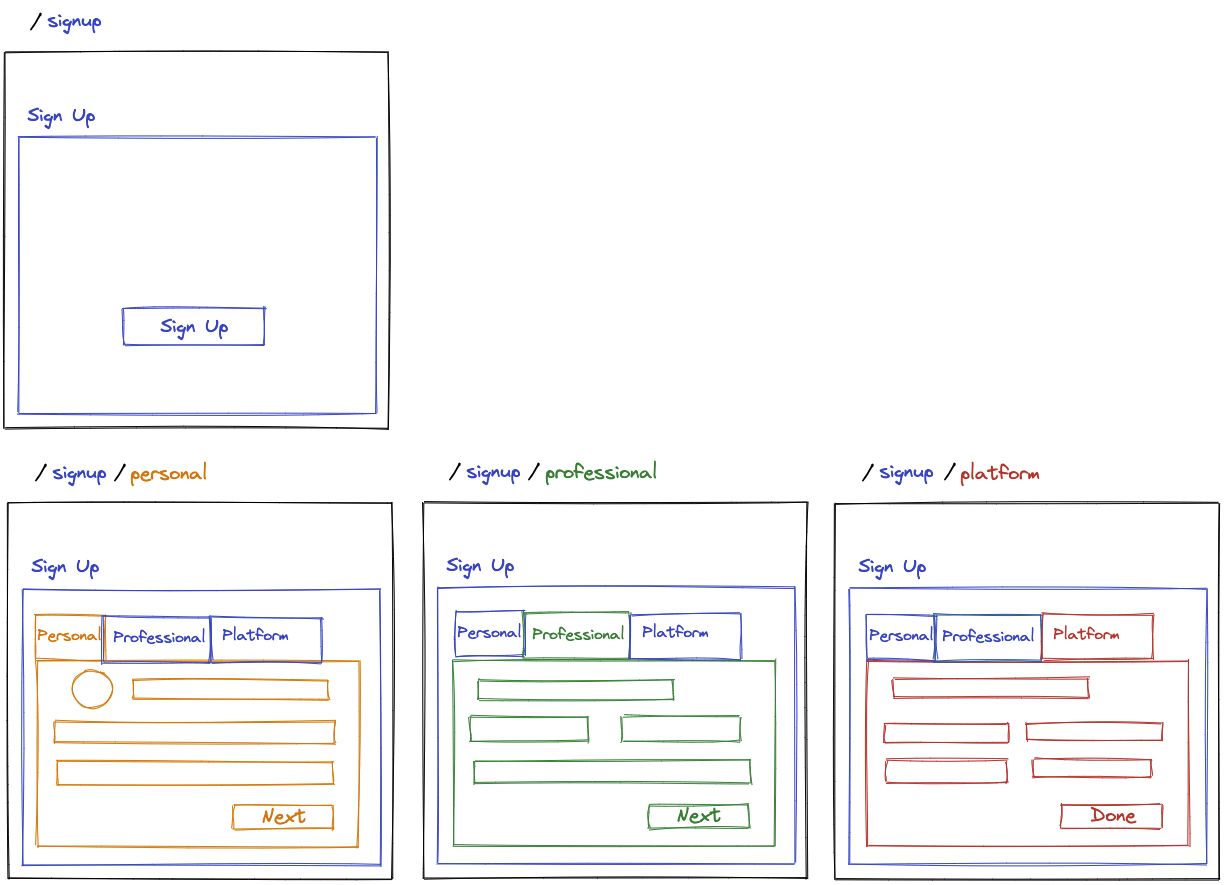 / signup
Sign Up
Sign Up
/ signup / personal
Sign Up
Personal Professional Platform
Next
/ signup / professional
Sign Up
Personal Professional Platform
Next
/ signup / platform
Sign Up
Personal Professional Platform
Done